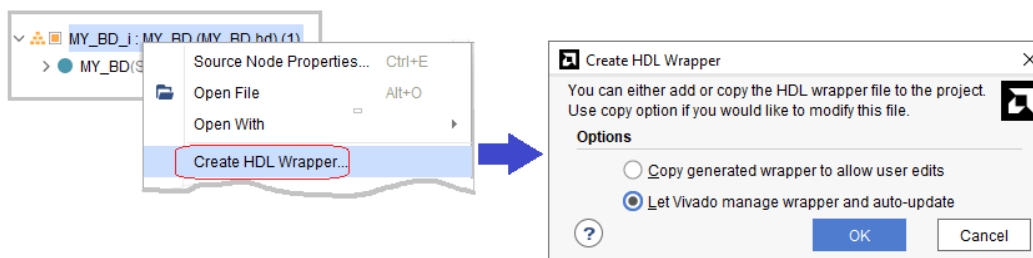 MY_BD_i : MY_BD (MY_BD.bd) (1)
MY_BD(S
Source Node Properties... Ctrl+E
Open File Alt+O
Open With
Create HDL Wrapper...
Create HDL Wrapper
You can either add or copy the HDL wrapper file to the project.
Use copy option if you would like to modify this file.
Options
Copy generated wrapper to allow user edits
Let Vivado manage wrapper and auto-update
? OK Cancel